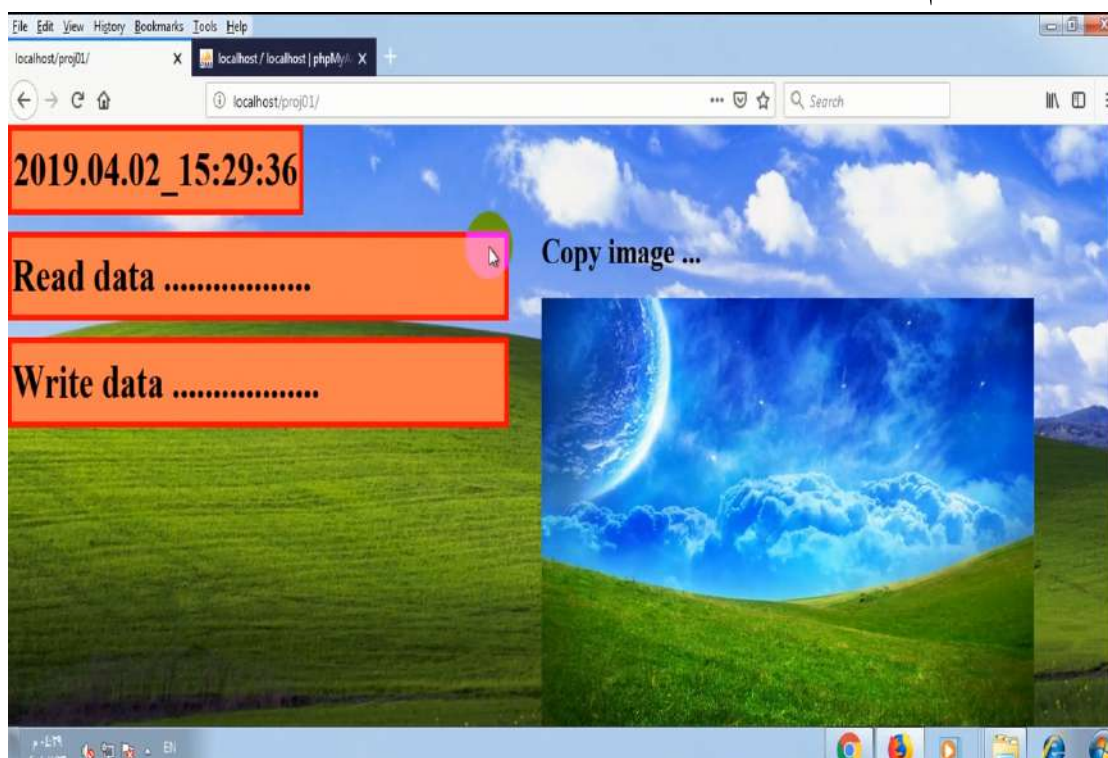 File Edit View History Bookmarks Tools Help
localhost/proj01/ X localhost / localhost | phpMyA X +
localhost/proj01/ ... Search
2019.04.02_15:29:36
Read data ..................
Write data ..................
Copy image ...
EN